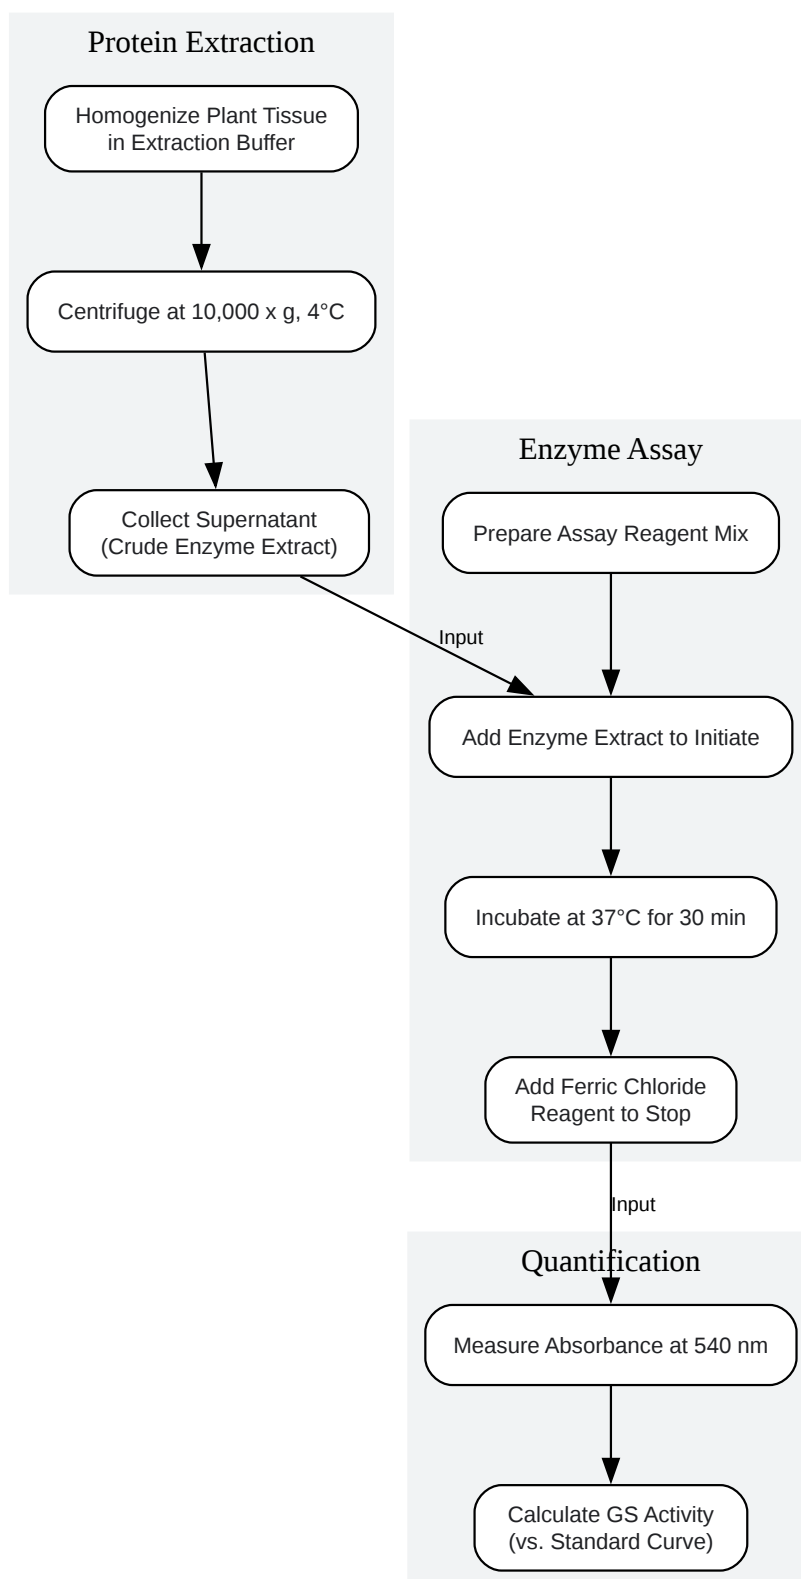 Protein Extraction
Homogenize Plant Tissue
in Extraction Buffer
Centrifuge at 10,000 x g, 4°C
Collect Supernatant
(Crude Enzyme Extract)
Input
Enzyme Assay
Prepare Assay Reagent Mix
Add Enzyme Extract to Initiate
Incubate at 37°C for 30 min
Add Ferric Chloride
Reagent to Stop
Input
Quantification
Measure Absorbance at 540 nm
Calculate GS Activity
(vs. Standard Curve)